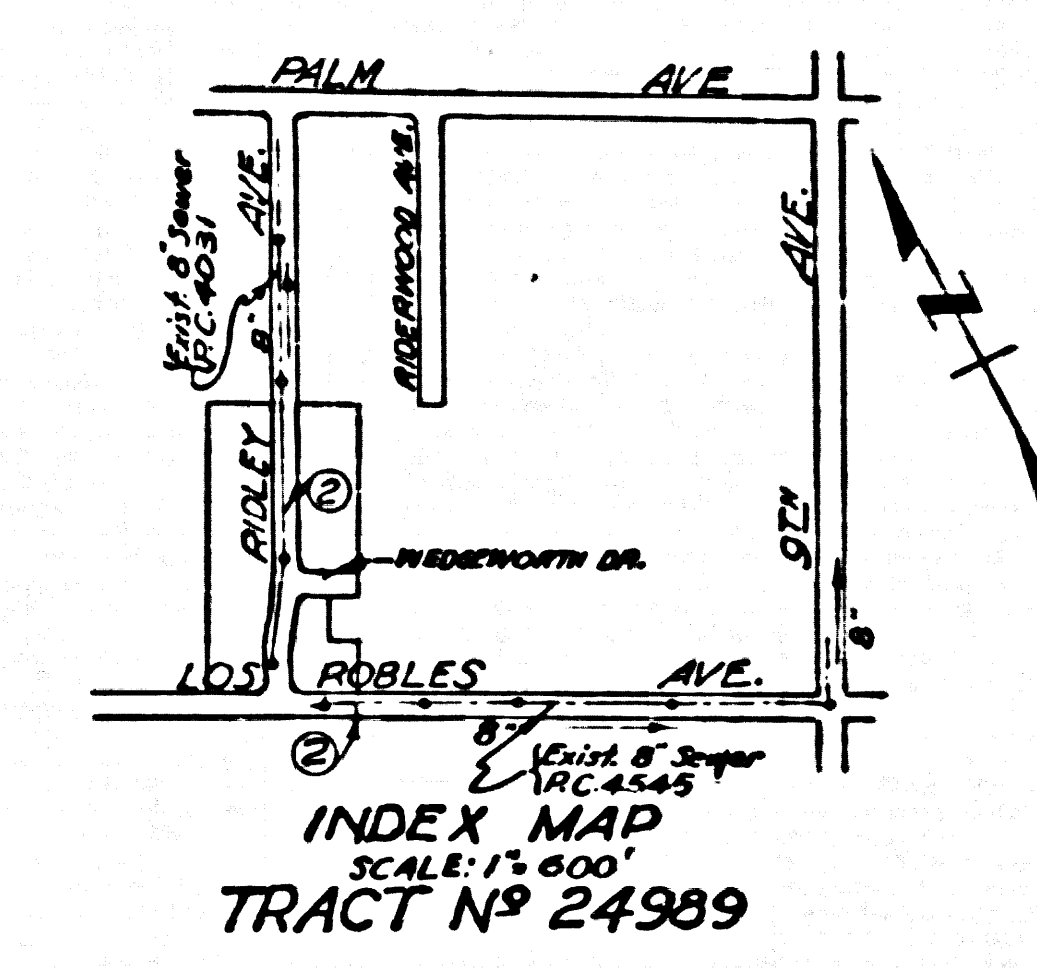 PALM AVE
RIDLEY AVE.
Exist. 8" Sewer
P.C. 4031
8"
RIDERWOOD AVE.
9TH AVE.
N
2
WEDGEWORTH DR.
8"
LOS ROBLES AVE.
2
8"
Exist. 8" Sewer
P.C. 4545
INDEX MAP
SCALE: 1"= 600'
TRACT Nº 24989